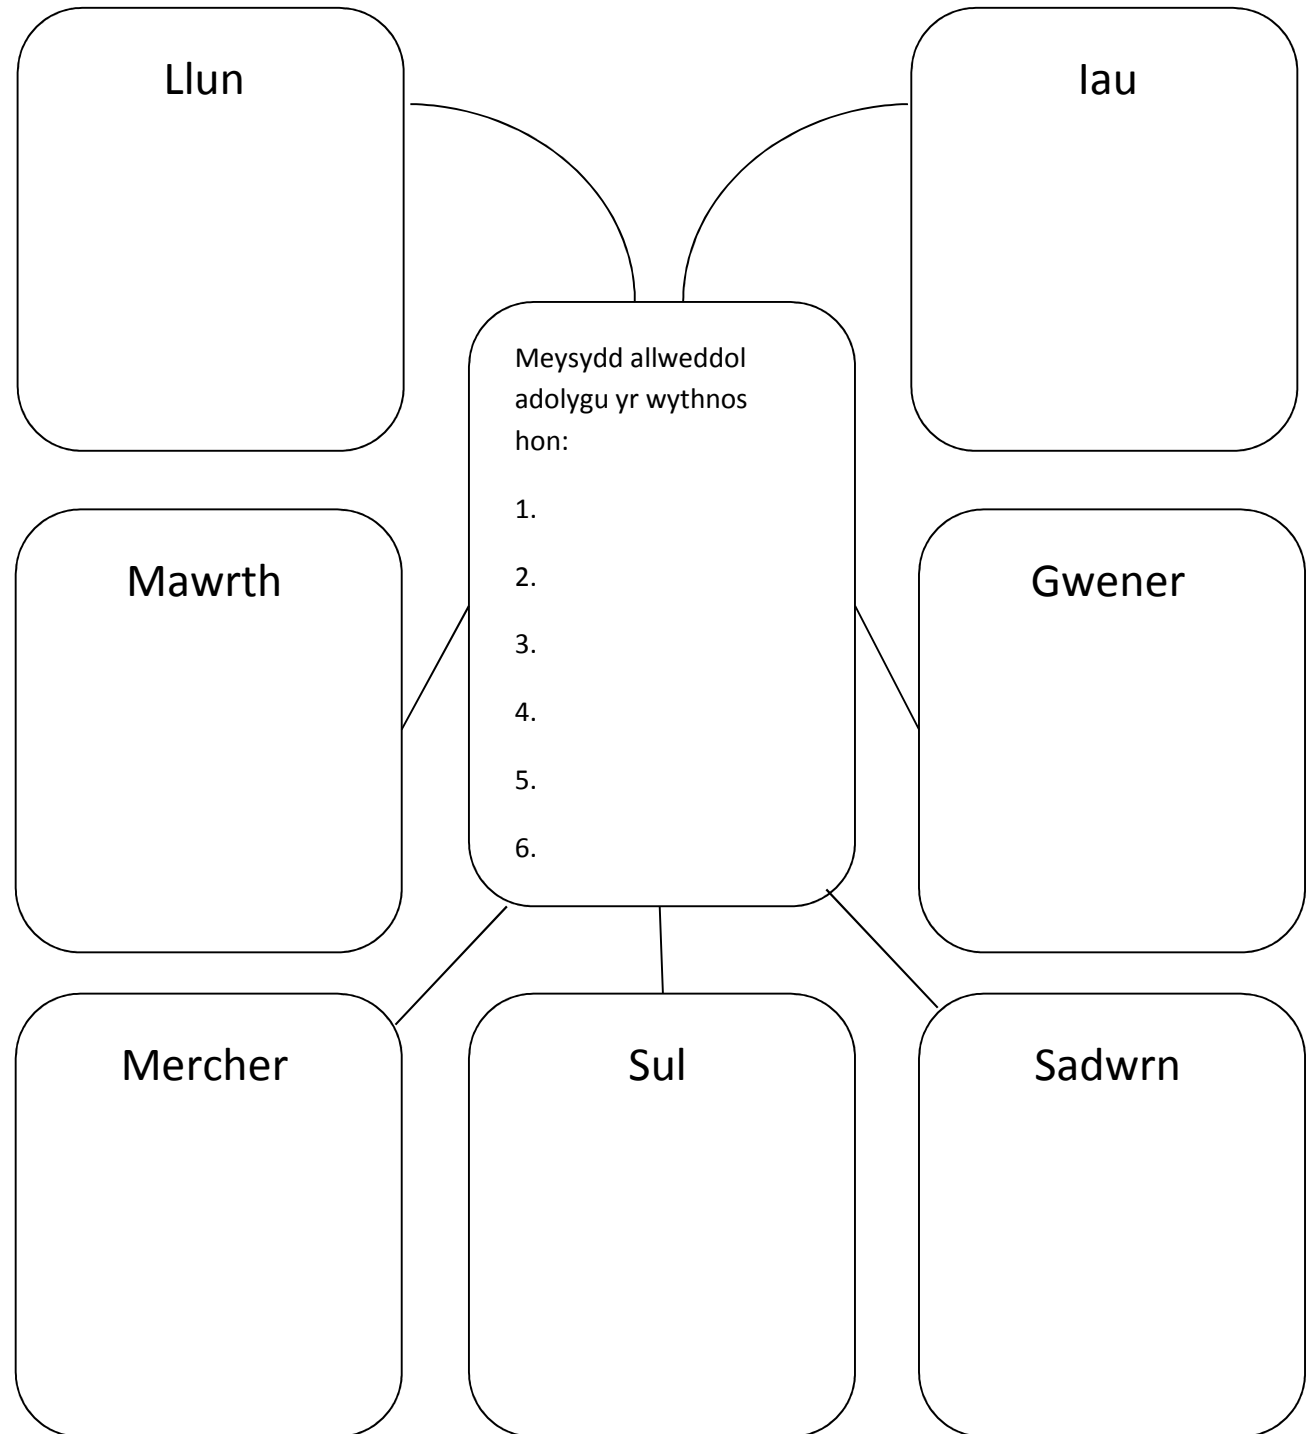 Llun
Iau
Meysydd allweddol
adolygu yr wythnos
hon:
1.
2.
3.
4.
5.
6.
Mawrth
Gwener
Mercher
Sul
Sadwrn